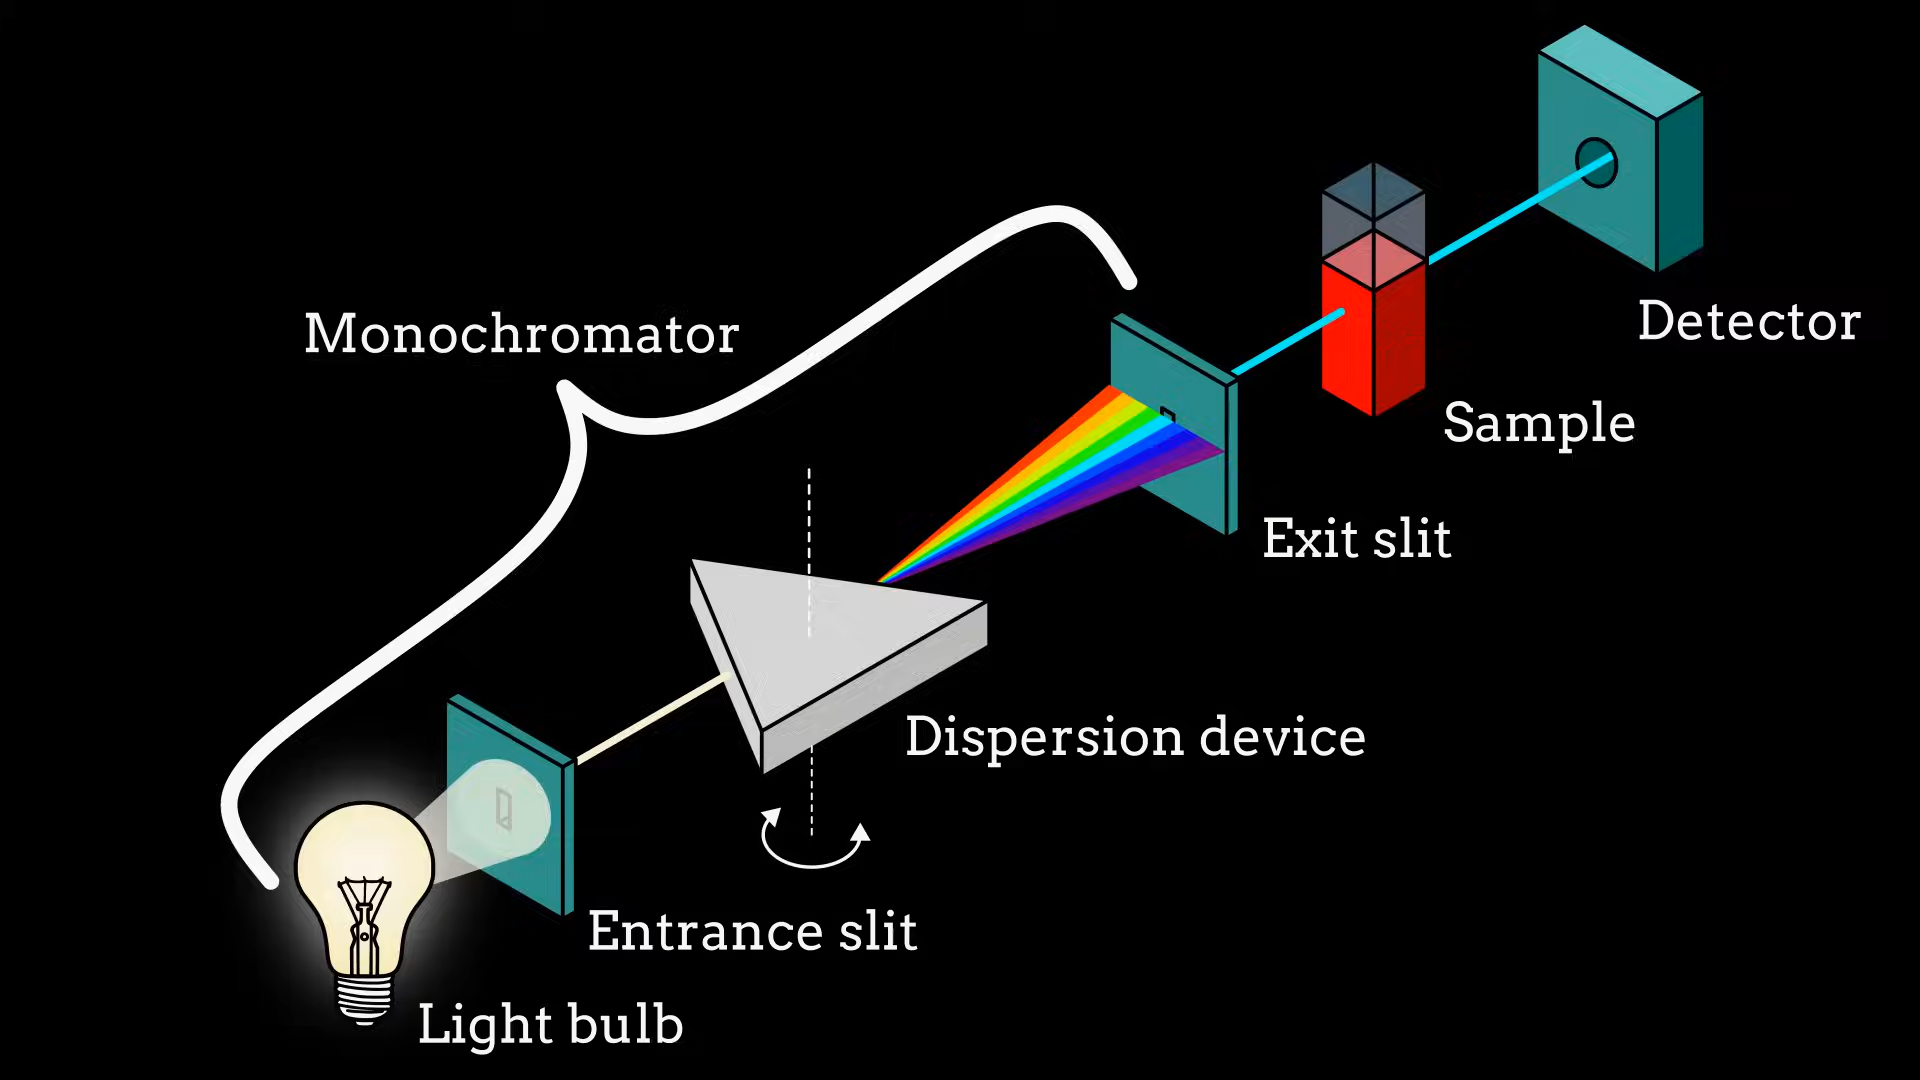 Monochromator
Detector
Sample
Exit slit
Dispersion device
Entrance slit
Light bulb